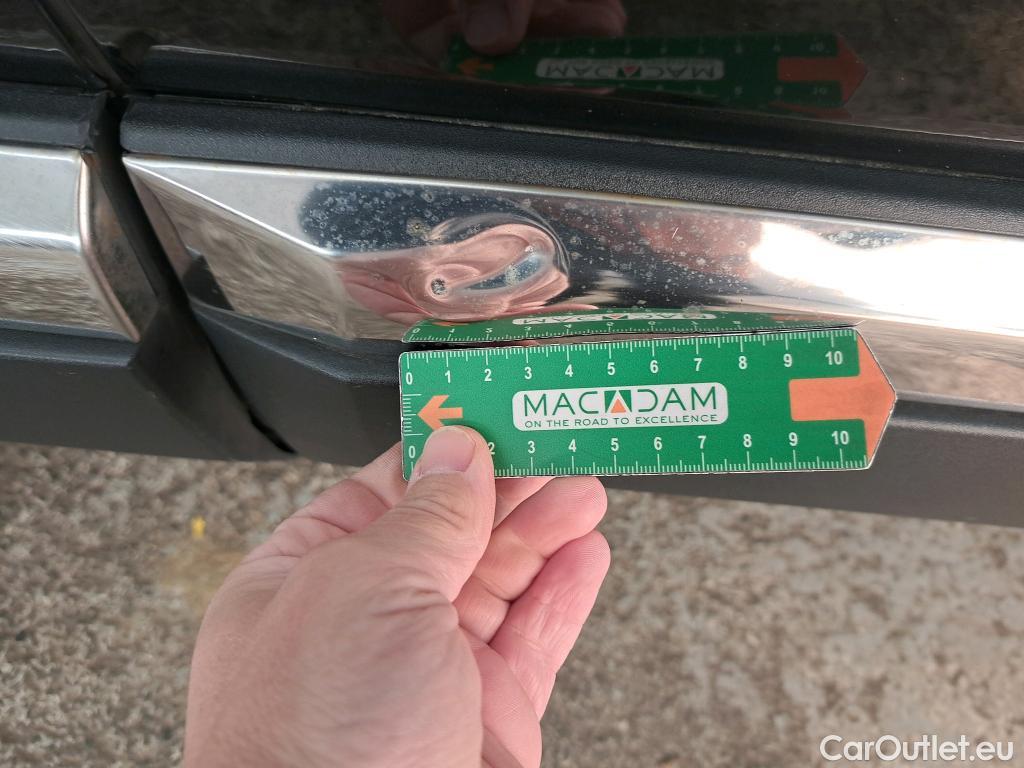 0 1 2 3 4 5 6 7 8 9 10
MACADAM
ON THE ROAD TO EXCELLENCE
0 2 3 4 5 6 7 8 9 10
CarOutlet.eu